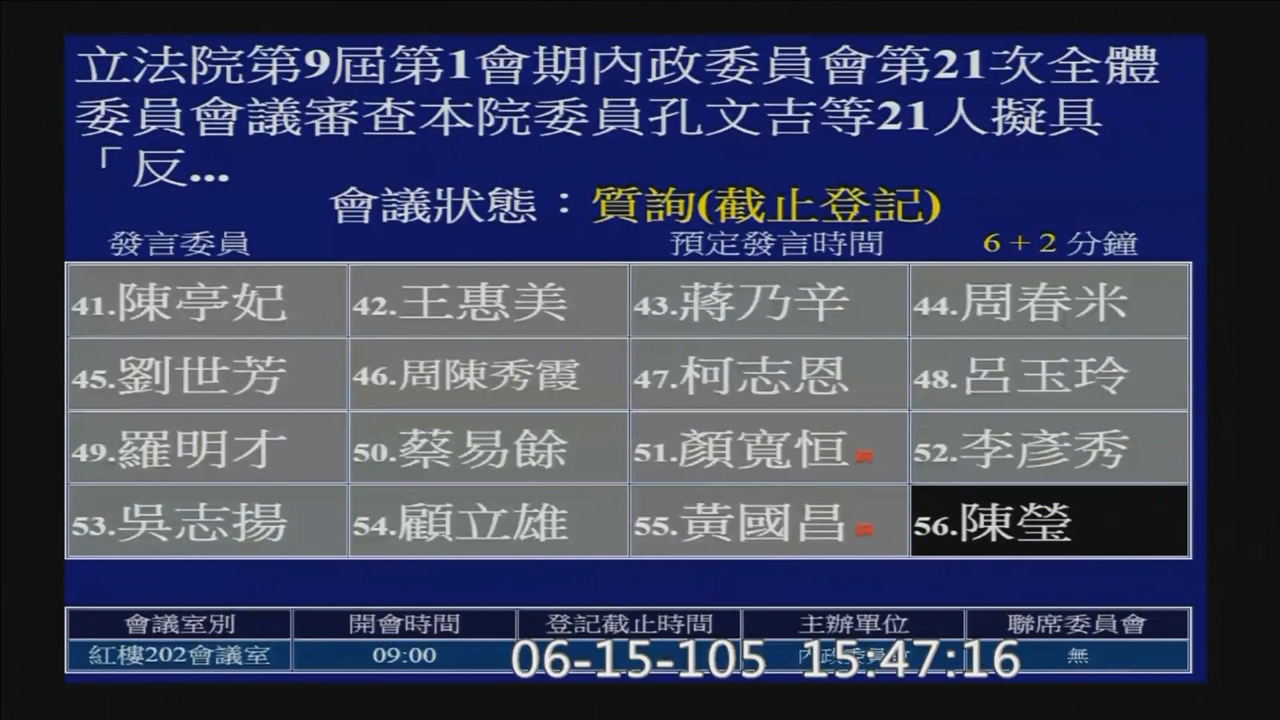 立法院第9屆第1會期內政委員會第21次全體
委員會議審查本院委員孔文吉等21人擬具
「反...
會議狀態：質詢(截止登記)
發言委員 預定發言時間 6+2 分鐘
41.陳亭妃 42.王惠美 43.蔣乃辛 44.周春米
45.劉世芳 46.周陳秀霞 47.柯志恩 48.呂玉玲
49.羅明才 50.蔡易餘 51.顏寬恒 52.李彥秀
53.吳志揚 54.顧立雄 55.黃國昌 56.陳瑩
會議室別 開會時間 登記截止時間 主辦單位 聯席委員會
紅樓202會議室 09:00 無
06-15-105 15:47:16